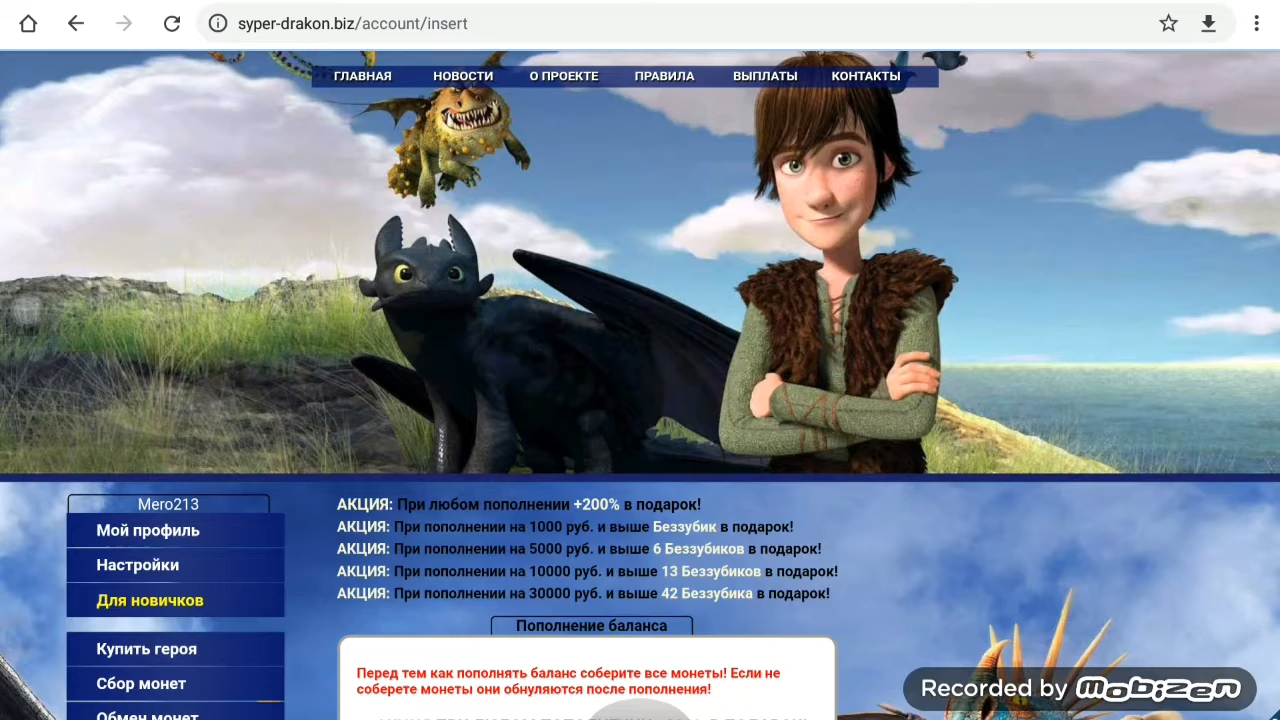 syper-drakon.biz/account/insert
ГЛАВНАЯ НОВОСТИ О ПРОЕКТЕ ПРАВИЛА ВЫПЛАТЫ КОНТАКТЫ
Mero213
Мой профиль
Настройки
Для новичков
Купить героя
Сбор монет
Обмен монет
АКЦИЯ: При любом пополнении +200% в подарок!
АКЦИЯ: При пополнении на 1000 руб. и выше Беззубик в подарок!
АКЦИЯ: При пополнении на 5000 руб. и выше 6 Беззубиков в подарок!
АКЦИЯ: При пополнении на 10000 руб. и выше 13 Беззубиков в подарок!
АКЦИЯ: При пополнении на 30000 руб. и выше 42 Беззубика в подарок!
Пополнение баланса
Перед тем как пополнять баланс соберите все монеты! Если не
соберете монеты они обнуляются после пополнения!
Recorded by Mobizen